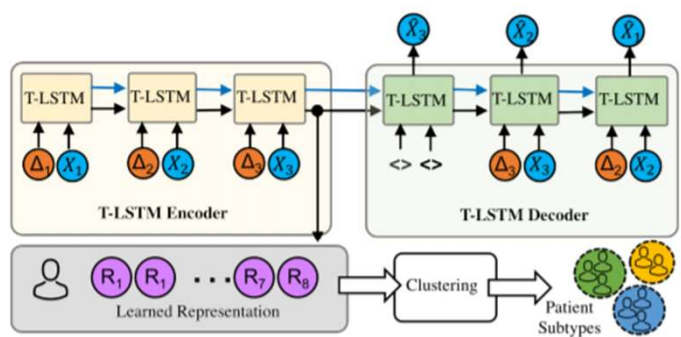 X̂₃ X̂₂ X̂₁
T-LSTM T-LSTM T-LSTM T-LSTM T-LSTM T-LSTM
Δ₁ X₁ Δ₂ X₂ Δ₃ X₃ <> <> Δ₃ X₃ Δ₂ X₂
T-LSTM Encoder T-LSTM Decoder
R₁ R₁ ··· R₇ R₈
Learned Representation
Clustering
Patient
Subtypes